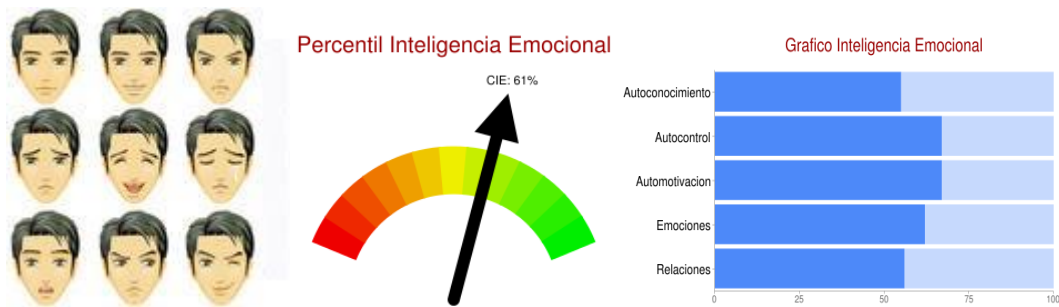 Percentil Inteligencia Emocional
CIE: 61%
Grafico Inteligencia Emocional
Autoconocimiento
Autocontrol
Automotivacion
Emociones
Relaciones
0 25 50 75 100